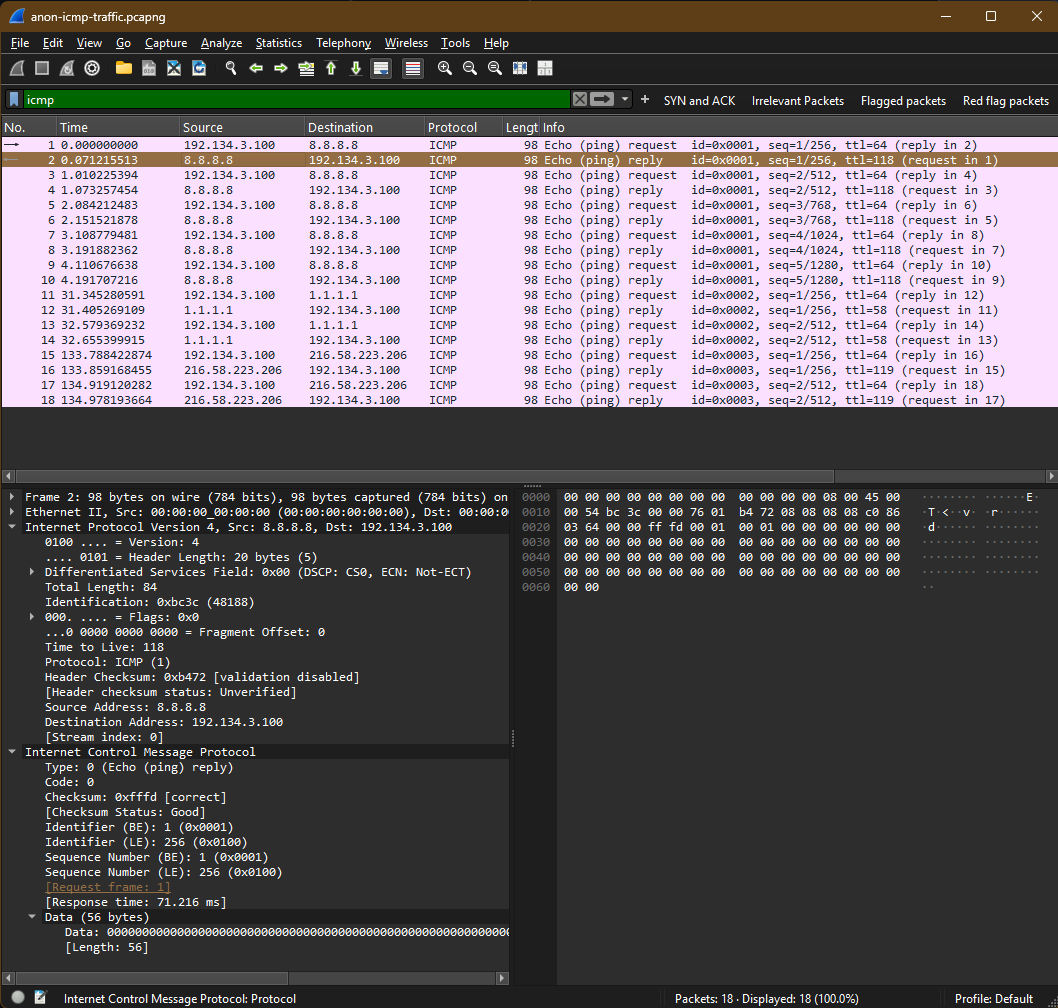 anon-icmp-traffic.pcapng
File Edit View Go Capture Analyze Statistics Telephony Wireless Tools Help
icmp
+ SYN and ACK Irrelevant Packets Flagged packets Red flag packets
No. Time Source Destination Protocol Lengt Info
1 0.000000000 192.134.3.100 8.8.8.8 ICMP 98 Echo (ping) request id=0x0001, seq=1/256, ttl=64 (reply in 2)
2 0.071215513 8.8.8.8 192.134.3.100 ICMP 98 Echo (ping) reply id=0x0001, seq=1/256, ttl=118 (request in 1)
3 1.010225394 192.134.3.100 8.8.8.8 ICMP 98 Echo (ping) request id=0x0001, seq=2/512, ttl=64 (reply in 4)
4 1.073257454 8.8.8.8 192.134.3.100 ICMP 98 Echo (ping) reply id=0x0001, seq=2/512, ttl=118 (request in 3)
5 2.084212483 192.134.3.100 8.8.8.8 ICMP 98 Echo (ping) request id=0x0001, seq=3/768, ttl=64 (reply in 6)
6 2.151521878 8.8.8.8 192.134.3.100 ICMP 98 Echo (ping) reply id=0x0001, seq=3/768, ttl=118 (request in 5)
7 3.108779481 192.134.3.100 8.8.8.8 ICMP 98 Echo (ping) request id=0x0001, seq=4/1024, ttl=64 (reply in 8)
8 3.191882362 8.8.8.8 192.134.3.100 ICMP 98 Echo (ping) reply id=0x0001, seq=4/1024, ttl=118 (request in 7)
9 4.110676638 192.134.3.100 8.8.8.8 ICMP 98 Echo (ping) request id=0x0001, seq=5/1280, ttl=64 (reply in 10)
10 4.191707216 8.8.8.8 192.134.3.100 ICMP 98 Echo (ping) reply id=0x0001, seq=5/1280, ttl=118 (request in 9)
11 31.345280591 192.134.3.100 1.1.1.1 ICMP 98 Echo (ping) request id=0x0002, seq=1/256, ttl=64 (reply in 12)
12 31.405269109 1.1.1.1 192.134.3.100 ICMP 98 Echo (ping) reply id=0x0002, seq=1/256, ttl=58 (request in 11)
13 32.579369232 192.134.3.100 1.1.1.1 ICMP 98 Echo (ping) request id=0x0002, seq=2/512, ttl=64 (reply in 14)
14 32.655399915 1.1.1.1 192.134.3.100 ICMP 98 Echo (ping) reply id=0x0002, seq=2/512, ttl=58 (request in 13)
15 133.788422874 192.134.3.100 216.58.223.206 ICMP 98 Echo (ping) request id=0x0003, seq=1/256, ttl=64 (reply in 16)
16 133.859168455 216.58.223.206 192.134.3.100 ICMP 98 Echo (ping) reply id=0x0003, seq=1/256, ttl=119 (request in 15)
17 134.919120282 192.134.3.100 216.58.223.206 ICMP 98 Echo (ping) request id=0x0003, seq=2/512, ttl=64 (reply in 18)
18 134.978193664 216.58.223.206 192.134.3.100 ICMP 98 Echo (ping) reply id=0x0003, seq=2/512, ttl=119 (request in 17)
Frame 2: 98 bytes on wire (784 bits), 98 bytes captured (784 bits) on
Ethernet II, Src: 00:00:00_00:00:00 (00:00:00:00:00:00), Dst: 00:00:0
Internet Protocol Version 4, Src: 8.8.8.8, Dst: 192.134.3.100
0100 .... = Version: 4
.... 0101 = Header Length: 20 bytes (5)
Differentiated Services Field: 0x00 (DSCP: CS0, ECN: Not-ECT)
Total Length: 84
Identification: 0xbc3c (48188)
000. .... = Flags: 0x0
...0 0000 0000 0000 = Fragment Offset: 0
Time to Live: 118
Protocol: ICMP (1)
Header Checksum: 0xb472 [validation disabled]
[Header checksum status: Unverified]
Source Address: 8.8.8.8
Destination Address: 192.134.3.100
[Stream index: 0]
Internet Control Message Protocol
Type: 0 (Echo (ping) reply)
Code: 0
Checksum: 0xfffd [correct]
[Checksum Status: Good]
Identifier (BE): 1 (0x0001)
Identifier (LE): 256 (0x0100)
Sequence Number (BE): 1 (0x0001)
Sequence Number (LE): 256 (0x0100)
[Request frame: 1]
[Response time: 71.216 ms]
Data (56 bytes)
Data: 0000000000000000000000000000000000000000000000000000000000
[Length: 56]
0000 00 00 00 00 00 00 00 00 00 00 00 00 08 00 45 00 ········ ······E·
0010 00 54 bc 3c 00 00 76 01 b4 72 08 08 08 08 c0 86 ·T·<··v· ·r······
0020 03 64 00 00 ff fd 00 01 00 01 00 00 00 00 00 00 ·d······ ········
0030 00 00 00 00 00 00 00 00 00 00 00 00 00 00 00 00 ········ ········
0040 00 00 00 00 00 00 00 00 00 00 00 00 00 00 00 00 ········ ········
0050 00 00 00 00 00 00 00 00 00 00 00 00 00 00 00 00 ········ ········
0060 00 00 ··
Internet Control Message Protocol: Protocol
Packets: 18 · Displayed: 18 (100.0%)
Profile: Default